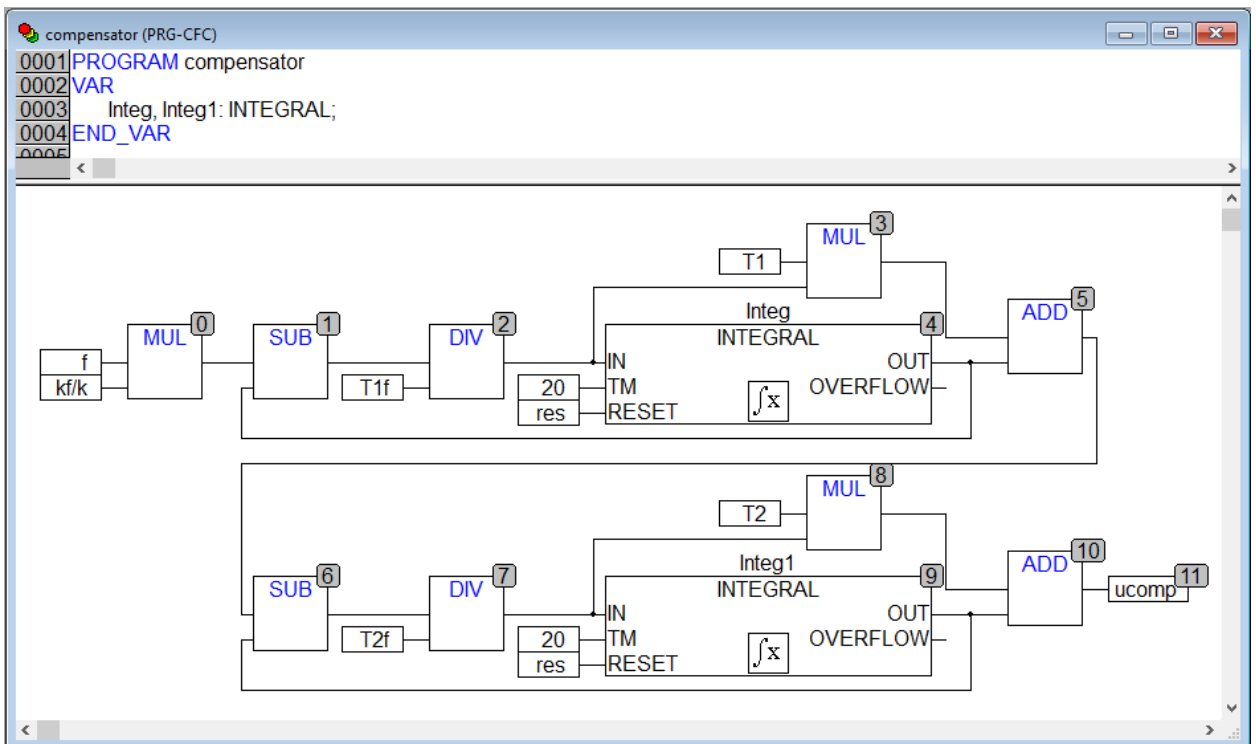 compensator (PRG-CFC)
0001 PROGRAM compensator
0002 VAR
0003 Integ, Integ1: INTEGRAL;
0004 END_VAR
0005
MUL 3
T1
Integ
MUL 0
SUB 1
DIV 2
INTEGRAL 4
ADD 5
f
IN
OUT
kf/k
T1f
20
TM
OVERFLOW
res
RESET
∫x
MUL 8
T2
Integ1
SUB 6
DIV 7
INTEGRAL 9
ADD 10
ucomp 11
IN
OUT
T2f
20
TM
OVERFLOW
res
RESET
∫x